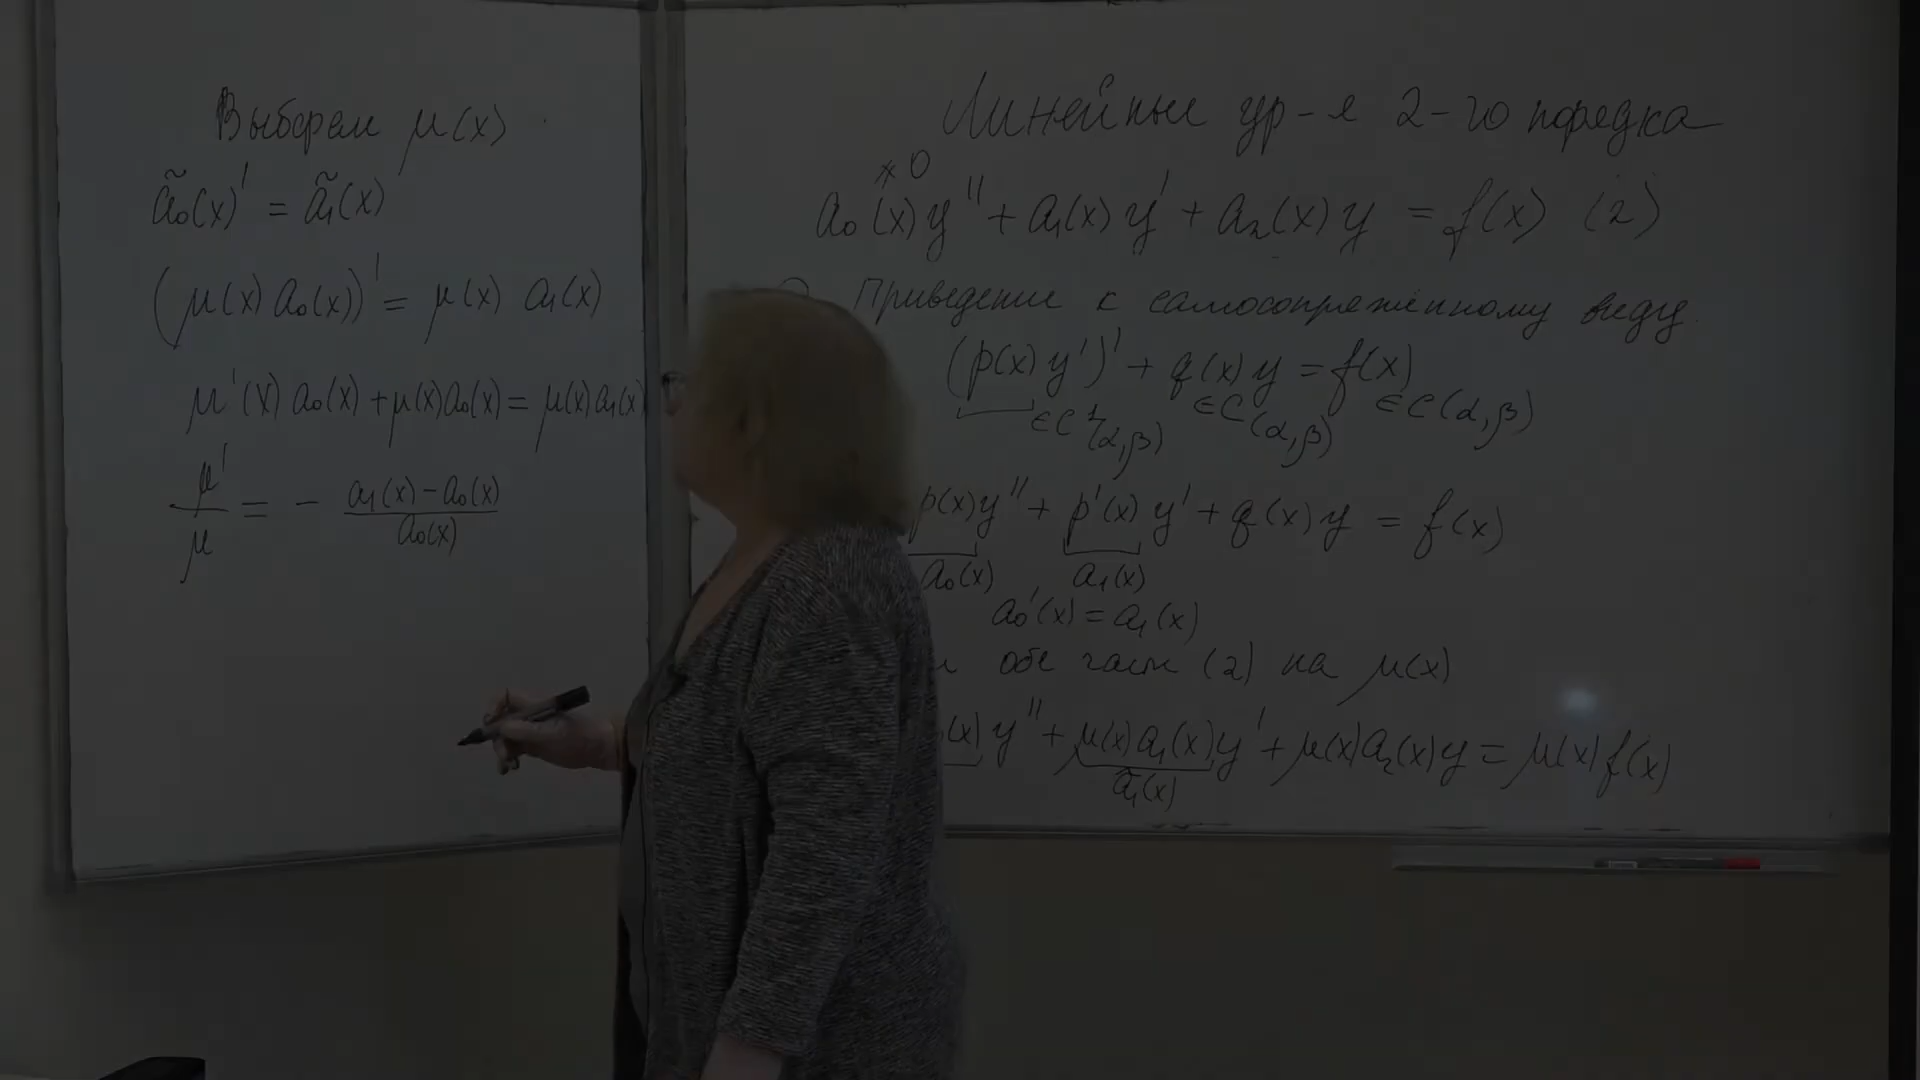 Выберем μ(x)
ã₀(x)' = ã₁(x)
(μ(x) a₀(x))' = μ(x) a₁(x)
μ'(x) a₀(x) + μ(x) a₀(x) = μ(x) a₁(x)
μ'/μ = - (a₁(x) - a₀(x))/a₀(x)
Линейные ур-я 2-го порядка
≠ 0
a₀(x) y'' + a₁(x) y' + a₂(x) y = f(x) (2)
Приведение к самосопряжённому виду
(p(x) y')' + q(x) y = f(x)
∈C¹(α,β) ∈C(α,β) ∈C(α,β)
p(x) y'' + p'(x) y' + q(x) y = f(x)
a₀(x) a₁(x)
a₀'(x) = a₁(x)
обе части (2) на μ(x)
(x) y'' + μ(x) a₁(x) y' + μ(x) a₂(x) y = μ(x) f(x)
ã₁(x)